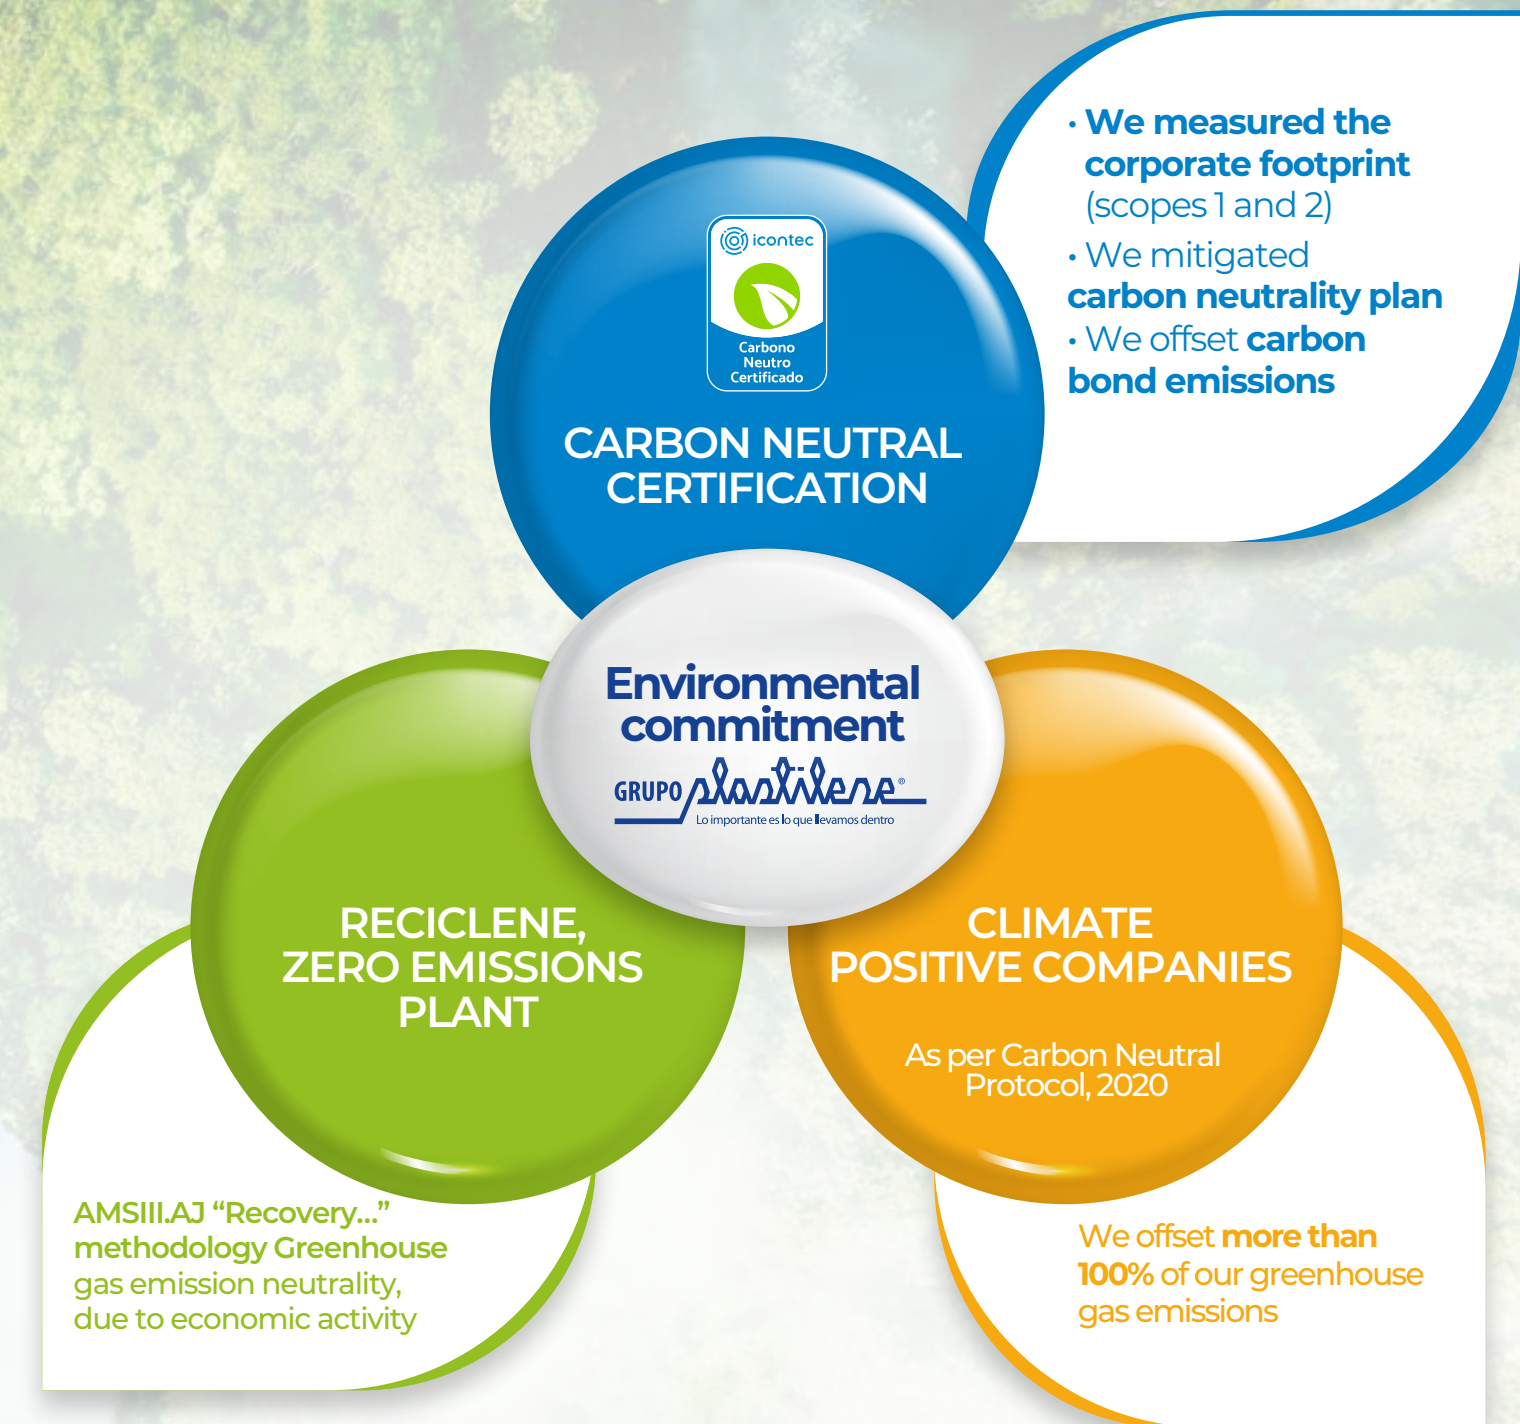 • We measured the
corporate footprint
(scopes 1 and 2)
• We mitigated
carbon neutrality plan
• We offset carbon
bond emissions
icontec
Carbono
Neutro
Certificado
CARBON NEUTRAL
CERTIFICATION
Environmental
commitment
GRUPO plastilene®
Lo importante es lo que llevamos dentro
RECICLENE,
ZERO EMISSIONS
PLANT
AMSIII.AJ “Recovery...”
methodology Greenhouse
gas emission neutrality,
due to economic activity
CLIMATE
POSITIVE COMPANIES
As per Carbon Neutral
Protocol, 2020
We offset more than
100% of our greenhouse
gas emissions